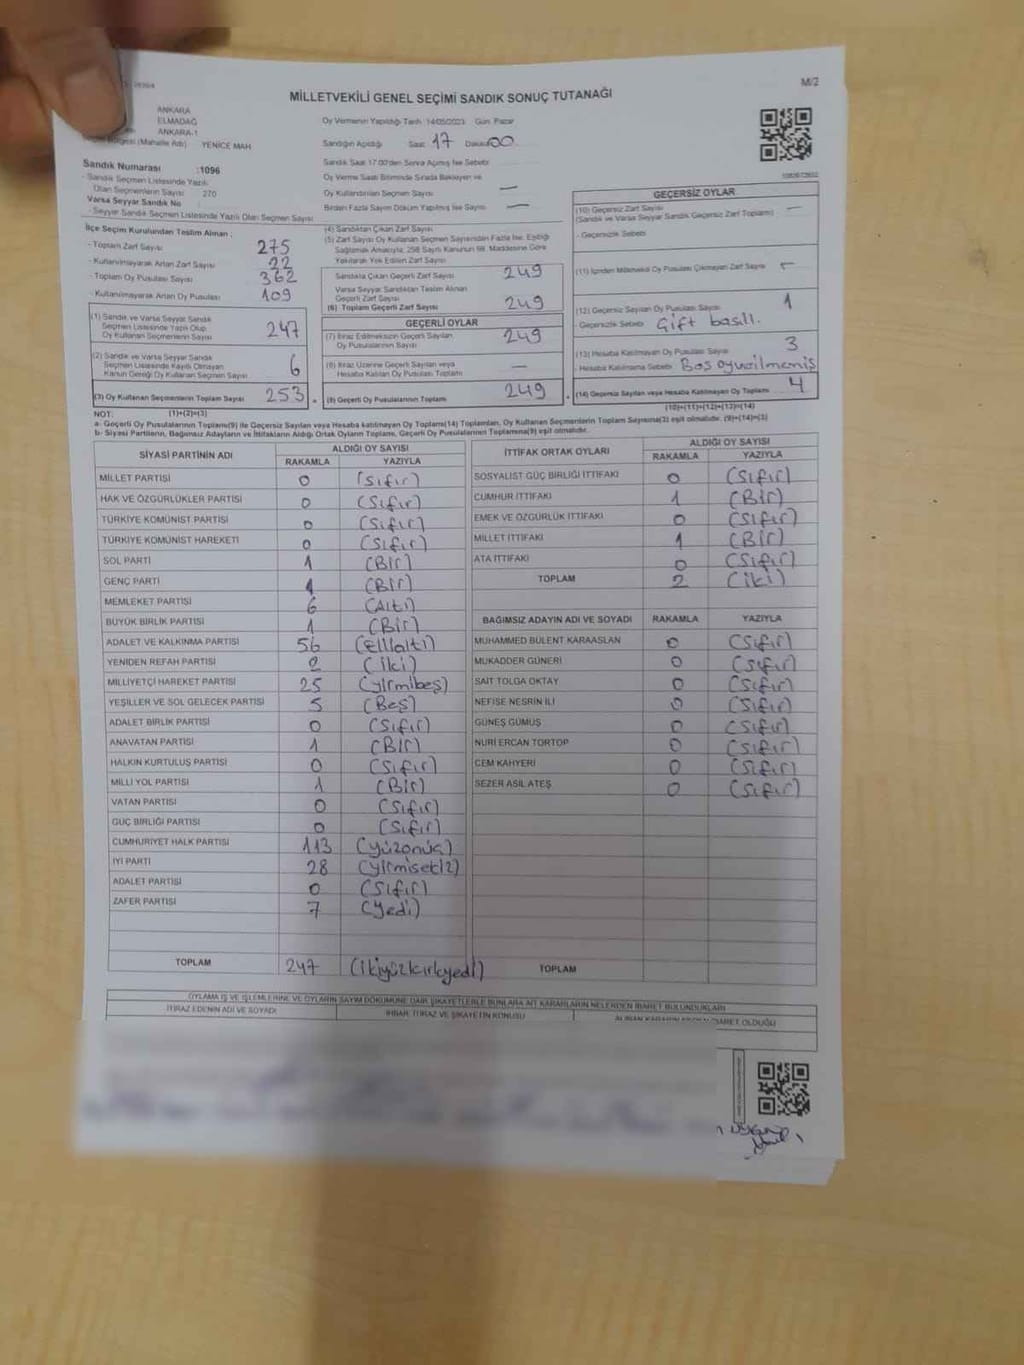 M/2
MİLLETVEKİLİ GENEL SEÇİMİ SANDIK SONUÇ TUTANAĞI
ANKARA
ELMADAĞ
ANKARA-1
(Mahalle Adı) YENİCE MAH
Sandık Numarası :1096
- Sandık Seçmen Listesinde Yazılı
Olan Seçmenlerin Sayısı 270
Varsa Seyyar Sandık No
- Seyyar Sandık Seçmen Listesinde Yazılı Olan Seçmen Sayısı
Oy Vermenin Yapıldığı Tarih :14/05/2023 Gün: Pazar
Sandığın Açıldığı Saat: 17 Dakika: 00
Sandık Saat 17.00'den Sonra Açılmış İse Sebebi
Oy Verme Saati Bitiminde Sırada Bekleyen ve
Oy Kullandırılan Seçmen Sayısı —
Birden Fazla Sayım Döküm Yapılmış İse Sayısı —
İlçe Seçim Kurulundan Teslim Alınan :
- Toplam Zarf Sayısı 275
- Kullanılmayarak Artan Zarf Sayısı 22
- Toplam Oy Pusulası Sayısı 362
- Kullanılmayarak Artan Oy Pusulası 109
(1) Sandık ve Varsa Seyyar Sandık
Seçmen Listesinde Yazılı Olup
Oy Kullanan Seçmenlerin Sayısı 247
(2) Sandık ve Varsa Seyyar Sandık
Seçmen Listesinde Kayıtlı Olmayan
Kanun Gereği Oy Kullanan Seçmen Sayısı 6
(3) Oy Kullanan Seçmenlerin Toplam Sayısı 253
(1)+(2)=(3)
(4) Sandıktan Çıkan Zarf Sayısı
(5) Zarf Sayısı Oy Kullanan Seçmen Sayısından Fazla İse, Eşitliği
Sağlamak Amacıyla; 298 Sayılı Kanunun 98. Maddesine Göre
Yakılarak Yok Edilen Zarf Sayısı
Sandıkta Çıkan Geçerli Zarf Sayısı 249
Varsa Seyyar Sandıktan Teslim Alınan
Geçerli Zarf Sayısı
(6) Toplam Geçerli Zarf Sayısı 249
GEÇERLİ OYLAR
(7) İtiraz Edilmeksizin Geçerli Sayılan
Oy Pusulalarının Sayısı 249
(8) İtiraz Üzerine Geçerli Sayılan veya
Hesaba Katılan Oy Pusulası Toplamı —
(9) Geçerli Oy Pusulalarının Toplamı 249
GEÇERSİZ OYLAR
(10) Geçersiz Zarf Sayısı —
(Sandık ve Varsa Seyyar Sandık Geçersiz Zarf Toplamı)
- Geçersizlik Sebebi
(11) İçinden Milletvekili Oy Pusulası Çıkmayan Zarf Sayısı —
(12) Geçersiz Sayılan Oy Pusulası Sayısı 1
- Geçersizlik Sebebi Çift basılı.
(13) Hesaba Katılmayan Oy Pusulası Sayısı 3
- Hesaba Katılmama Sebebi Boş oy verilmemiş
(14) Geçersiz Sayılan veya Hesaba Katılmayan Oy Toplamı 4
(10)+(11)+(12)+(13)=(14)
NOT:
a- Geçerli Oy Pusulalarının Toplamı(9) ile Geçersiz Sayılan veya Hesaba Katılmayan Oy Toplamı(14) Toplamları, Oy Kullanan Seçmenlerin Toplam Sayısına(3) eşit olmalıdır. (9)+(14)=(3)
b- Siyasi Partilerin, Bağımsız Adayların ve İttifakların Aldığı Ortak Oyların Toplamı, Geçerli Oy Pusulalarının Toplamına(9) eşit olmalıdır.
SİYASİ PARTİNİN ADI ALDIĞI OY SAYISI
RAKAMLA YAZIYLA
MİLLET PARTİSİ 0 (Sıfır)
HAK VE ÖZGÜRLÜKLER PARTİSİ 0 (Sıfır)
TÜRKİYE KOMÜNİST PARTİSİ 0 (Sıfır)
TÜRKİYE KOMÜNİST HAREKETİ 0 (Sıfır)
SOL PARTİ 1 (Bir)
GENÇ PARTİ 1 (Bir)
MEMLEKET PARTİSİ 6 (Altı)
BÜYÜK BİRLİK PARTİSİ 1 (Bir)
ADALET VE KALKINMA PARTİSİ 56 (Ellialtı)
YENİDEN REFAH PARTİSİ 2 (iki)
MİLLİYETÇİ HAREKET PARTİSİ 25 (yirmibeş)
YEŞİLLER VE SOL GELECEK PARTİSİ 5 (Beş)
ADALET BİRLİK PARTİSİ 0 (Sıfır)
ANAVATAN PARTİSİ 1 (Bir)
HALKIN KURTULUŞ PARTİSİ 0 (Sıfır)
MİLLİ YOL PARTİSİ 1 (Bir)
VATAN PARTİSİ 0 (Sıfır)
GÜÇ BİRLİĞİ PARTİSİ 0 (Sıfır)
CUMHURİYET HALK PARTİSİ 113 (yüzonüç)
İYİ PARTİ 28 (yirmisekiz)
ADALET PARTİSİ 0 (Sıfır)
ZAFER PARTİSİ 7 (yedi)
TOPLAM 247 (ikiyüzkırkyedi)
İTTİFAK ORTAK OYLARI ALDIĞI OY SAYISI
RAKAMLA YAZIYLA
SOSYALİST GÜÇ BİRLİĞİ İTTİFAKI 0 (Sıfır)
CUMHUR İTTİFAKI 1 (Bir)
EMEK VE ÖZGÜRLÜK İTTİFAKI 0 (Sıfır)
MİLLET İTTİFAKI 1 (Bir)
ATA İTTİFAKI 0 (Sıfır)
TOPLAM 2 (iki)
BAĞIMSIZ ADAYIN ADI VE SOYADI RAKAMLA YAZIYLA
MUHAMMED BÜLENT KARAASLAN 0 (Sıfır)
MUKADDER GÜNERİ 0 (Sıfır)
SAİT TOLGA OKTAY 0 (Sıfır)
NEFİSE NESRİN İLİ 0 (Sıfır)
GÜNEŞ GÜMÜŞ 0 (Sıfır)
NURİ ERCAN TORTOP 0 (Sıfır)
CEM KAHYERİ 0 (Sıfır)
SEZER ASIL ATEŞ 0 (Sıfır)
TOPLAM
OYLAMA İŞ VE İŞLEMLERİNE VE OYLARIN SAYIM DÖKÜMÜNE DAİR ŞİKAYETLERLE BUNLARA AİT KARARLARIN NELERDEN İBARET BULUNDUKLARI
İTİRAZ EDENİN ADI VE SOYADI İHBAR, İTİRAZ VE ŞİKAYETİN KONUSU